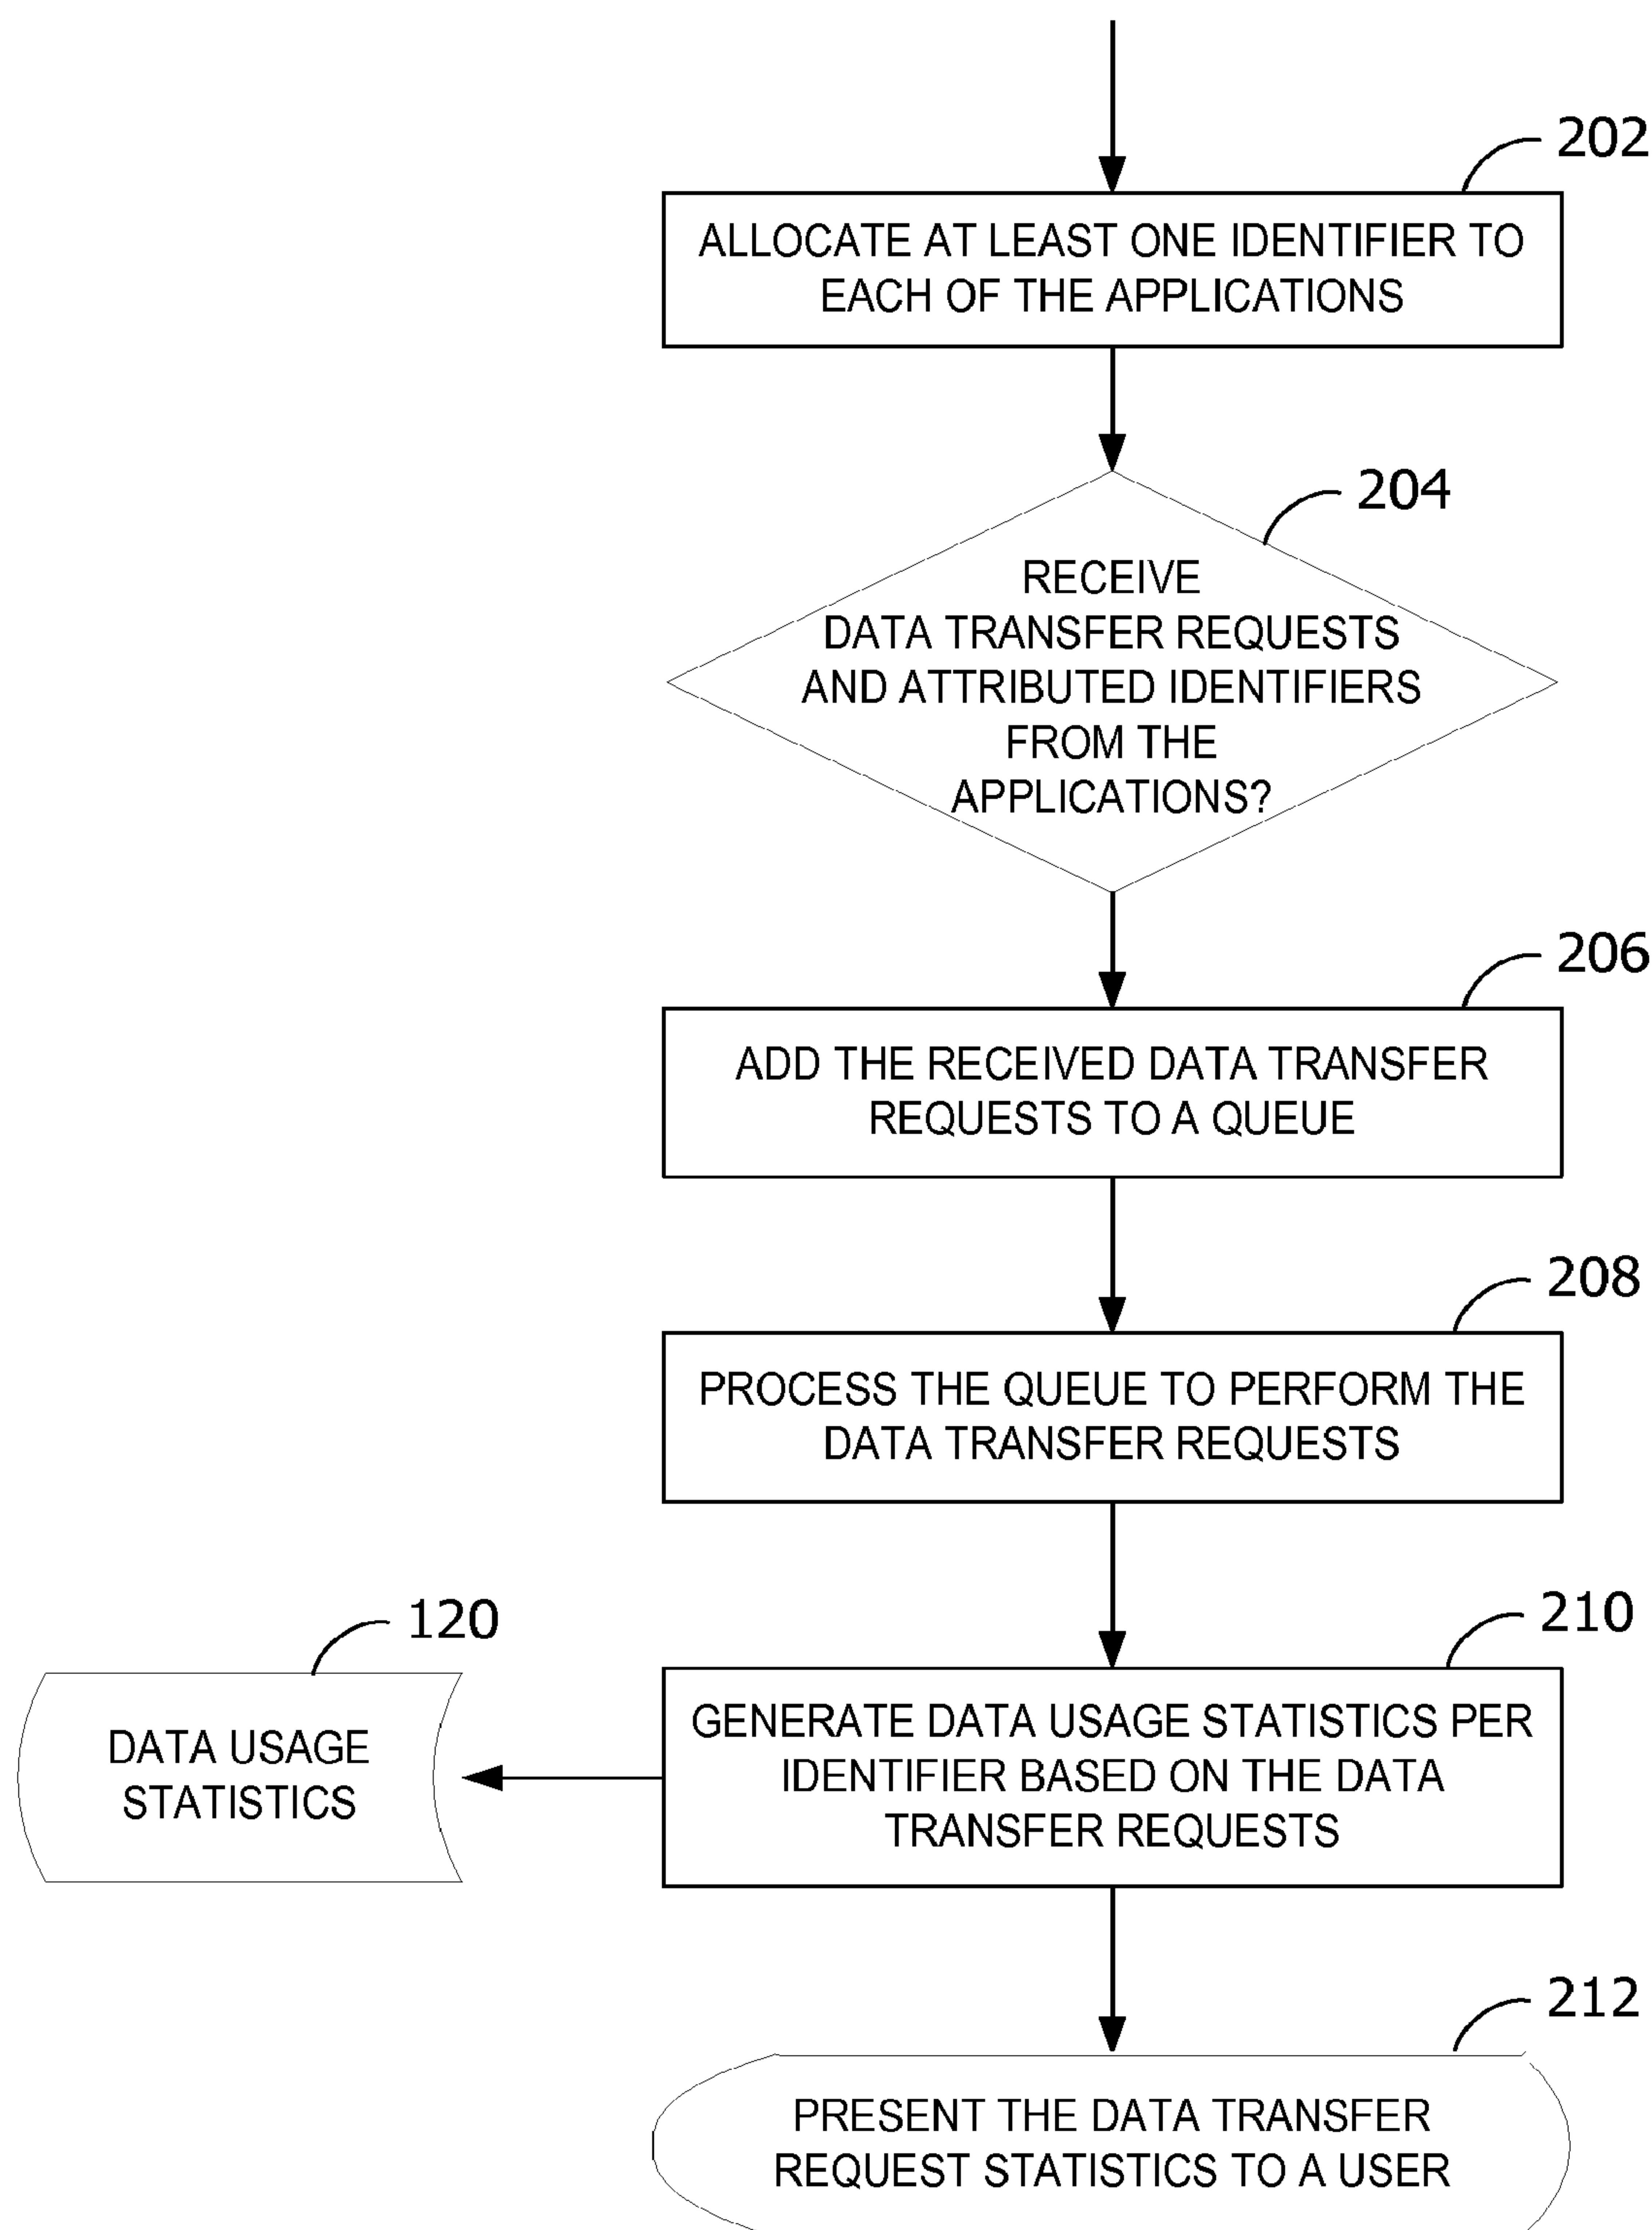 202
ALLOCATE AT LEAST ONE IDENTIFIER TO
EACH OF THE APPLICATIONS
204
RECEIVE
DATA TRANSFER REQUESTS
AND ATTRIBUTED IDENTIFIERS
FROM THE
APPLICATIONS?
206
ADD THE RECEIVED DATA TRANSFER
REQUESTS TO A QUEUE
208
PROCESS THE QUEUE TO PERFORM THE
DATA TRANSFER REQUESTS
120
DATA USAGE
STATISTICS
210
GENERATE DATA USAGE STATISTICS PER
IDENTIFIER BASED ON THE DATA
TRANSFER REQUESTS
212
PRESENT THE DATA TRANSFER
REQUEST STATISTICS TO A USER